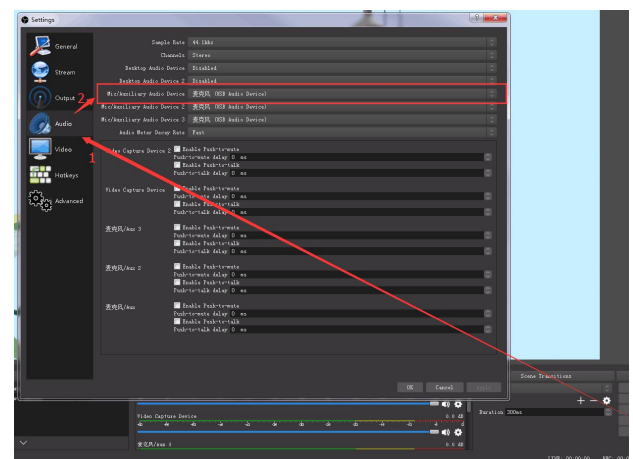 Settings
General
Stream
Output
2
Audio
1
Video
Hotkeys
Advanced
Sample Rate 44.1khz
Channels Stereo
Desktop Audio Device Disabled
Desktop Audio Device 2 Disabled
Mic/Auxiliary Audio Device 麦克风 (USB Audio Device)
Mic/Auxiliary Audio Device 2 麦克风 (USB Audio Device)
Mic/Auxiliary Audio Device 3 麦克风 (USB Audio Device)
Audio Meter Decay Rate Fast
Video Capture Device 2 Enable Push-to-mute
Push-to-mute delay 0 ms
Enable Push-to-talk
Push-to-talk delay 0 ms
Video Capture Device Enable Push-to-mute
Push-to-mute delay 0 ms
Enable Push-to-talk
Push-to-talk delay 0 ms
麦克风/Aux 3 Enable Push-to-mute
Push-to-mute delay 0 ms
Enable Push-to-talk
Push-to-talk delay 0 ms
麦克风/Aux 2 Enable Push-to-mute
Push-to-mute delay 0 ms
Enable Push-to-talk
Push-to-talk delay 0 ms
麦克风/Aux Enable Push-to-mute
Push-to-mute delay 0 ms
Enable Push-to-talk
Push-to-talk delay 0 ms
OK Cancel Apply
Scene Transitions
Duration 300ms
Video Capture Device 0.0 dB
麦克风/Aux 3 0.0 dB
LIVE: 00:00:00